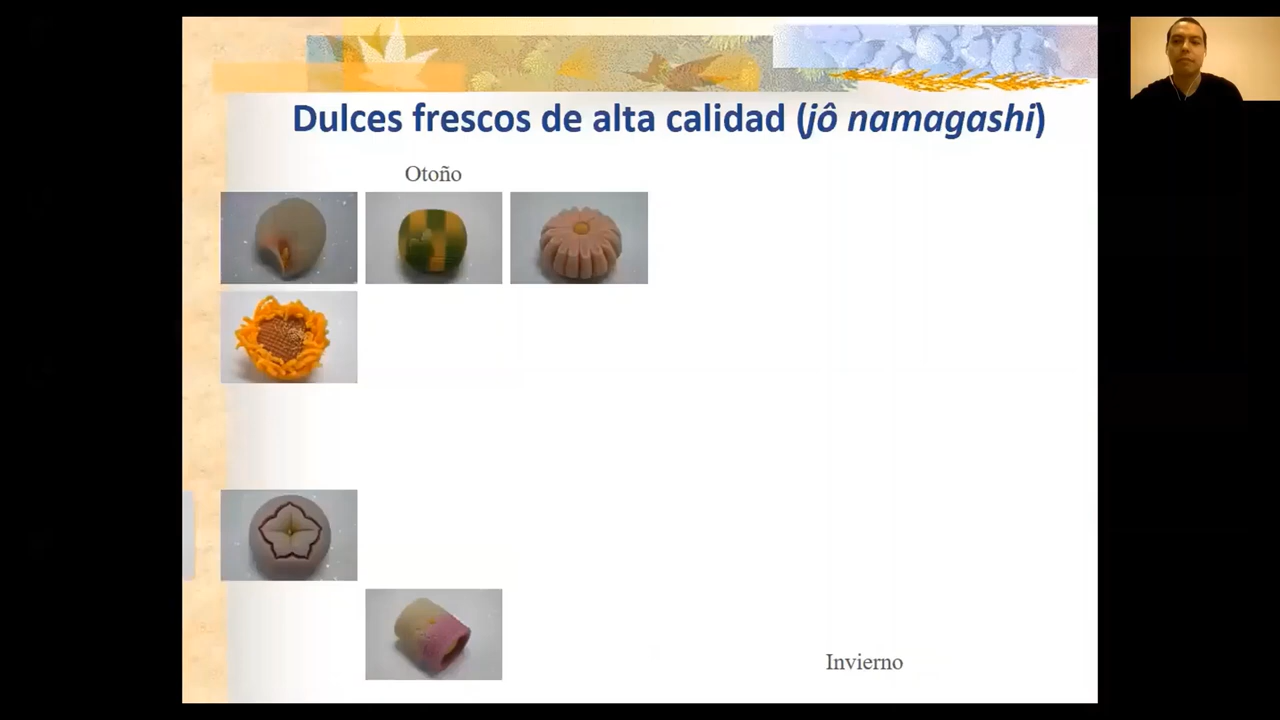 Dulces frescos de alta calidad (jô namagashi)
Otoño
Invierno